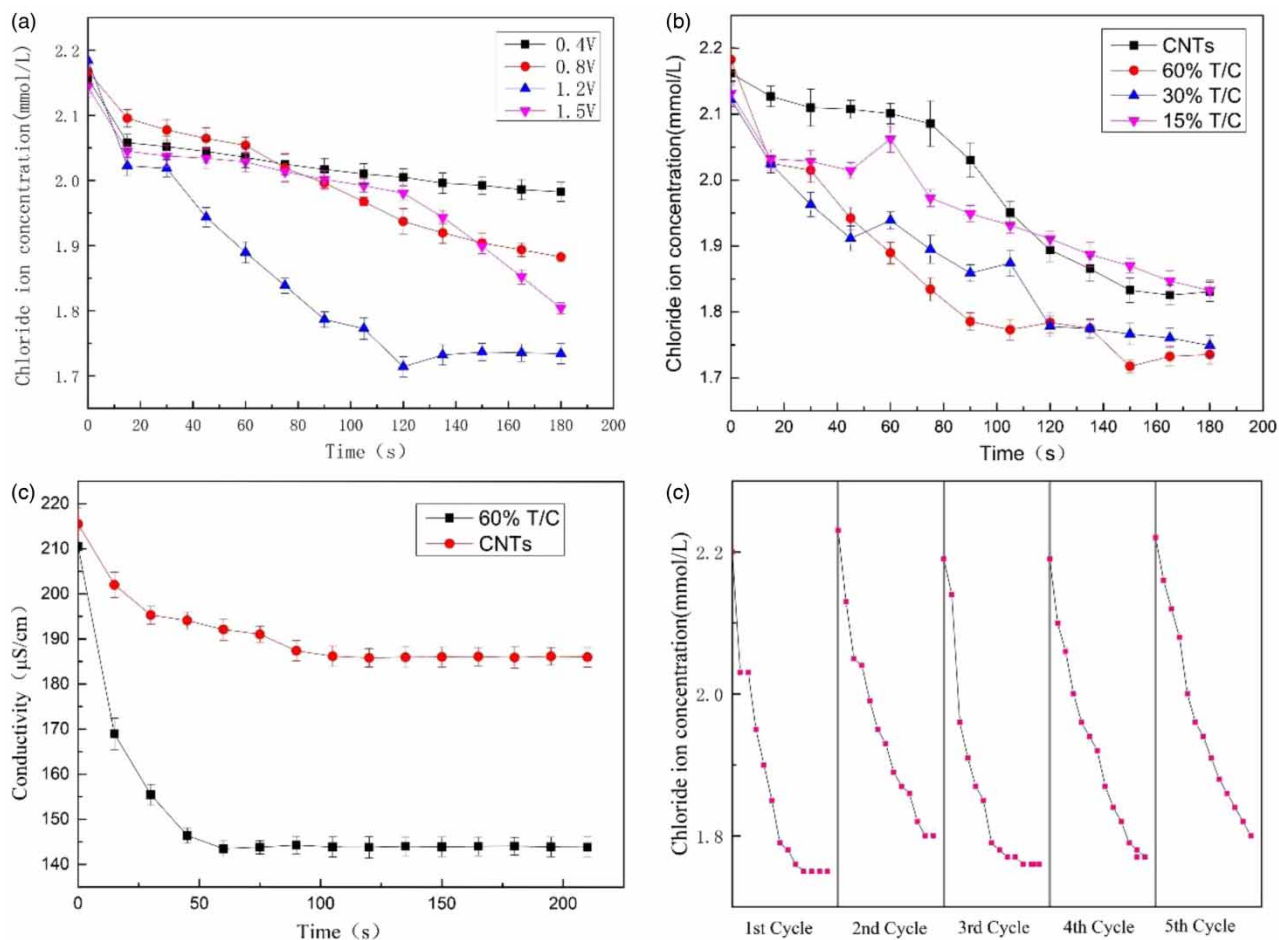 (a)
Chloride ion concentration(mmol/L)
2.2
2.1
2.0
1.9
1.8
1.7
0.4V
0.8V
1.2V
1.5V
0 20 40 60 80 100 120 140 160 180 200
Time (s)
(b)
Chloride ion concentration(mmol/L)
2.2
2.1
2.0
1.9
1.8
1.7
CNTs
60% T/C
30% T/C
15% T/C
0 20 40 60 80 100 120 140 160 180 200
Time (s)
(c)
Conductivity (μS/cm)
220
210
200
190
180
170
160
150
140
60% T/C
CNTs
0 50 100 150 200
Time (s)
(c)
Chloride ion concentration(mmol/L)
2.2
2.0
1.8
1st Cycle 2nd Cycle 3rd Cycle 4th Cycle 5th Cycle